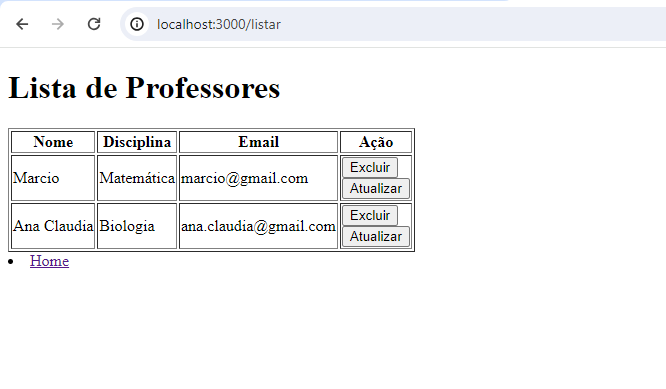 localhost:3000/listar
Lista de Professores
Nome Disciplina Email Ação
Marcio Matemática marcio@gmail.com Excluir
Atualizar
Ana Claudia Biologia ana.claudia@gmail.com Excluir
Atualizar
Home